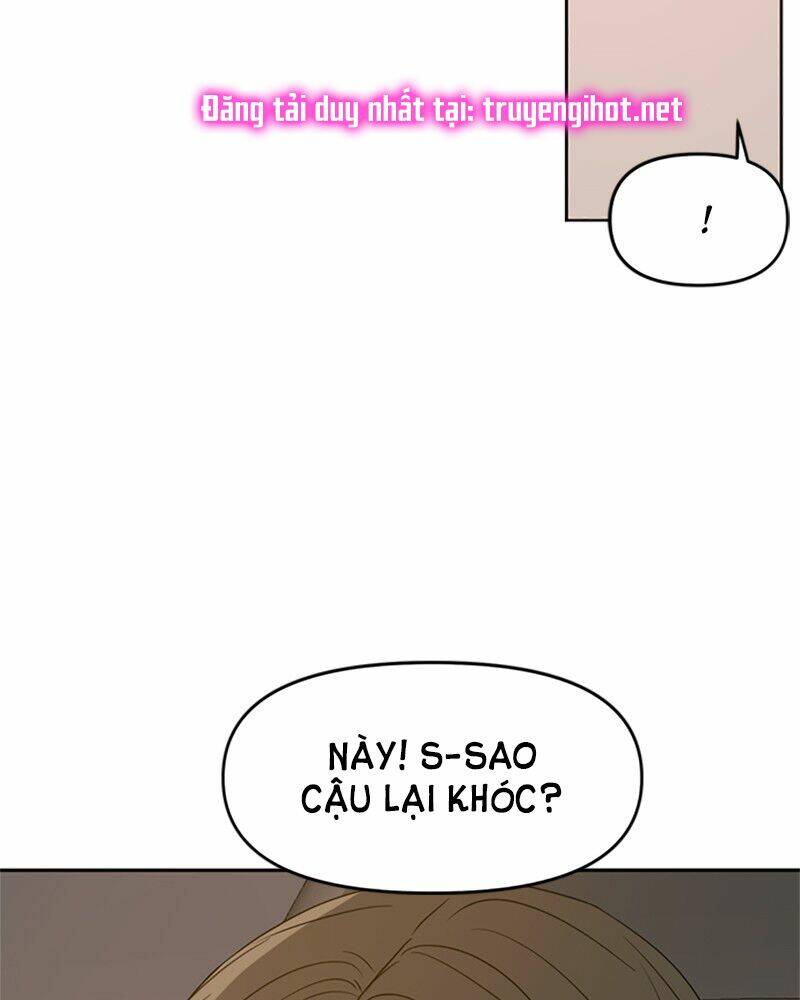 Đăng tải duy nhất tại: truyengihot.net
!
NÀY! S-SAO
CẬU LẠI KHÓC?